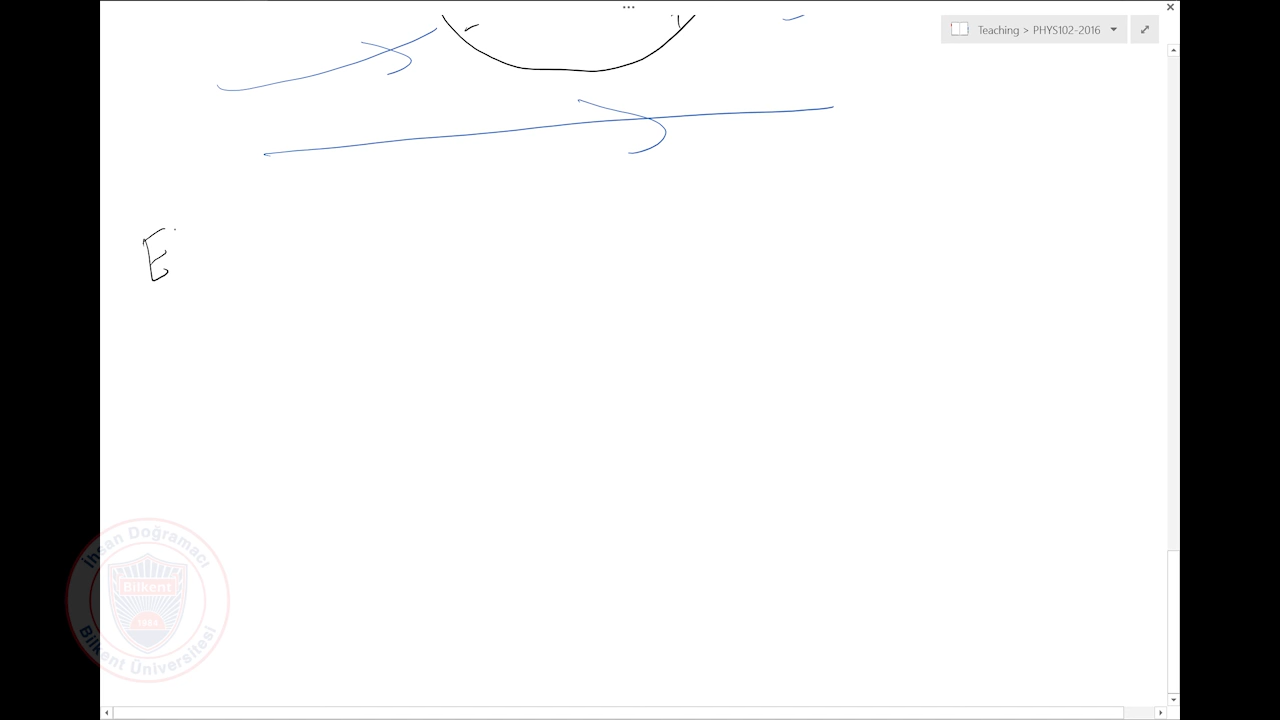 Teaching > PHYS102-2016
E
İhsan Doğramacı
Bilkent
1984
Bilkent Üniversitesi